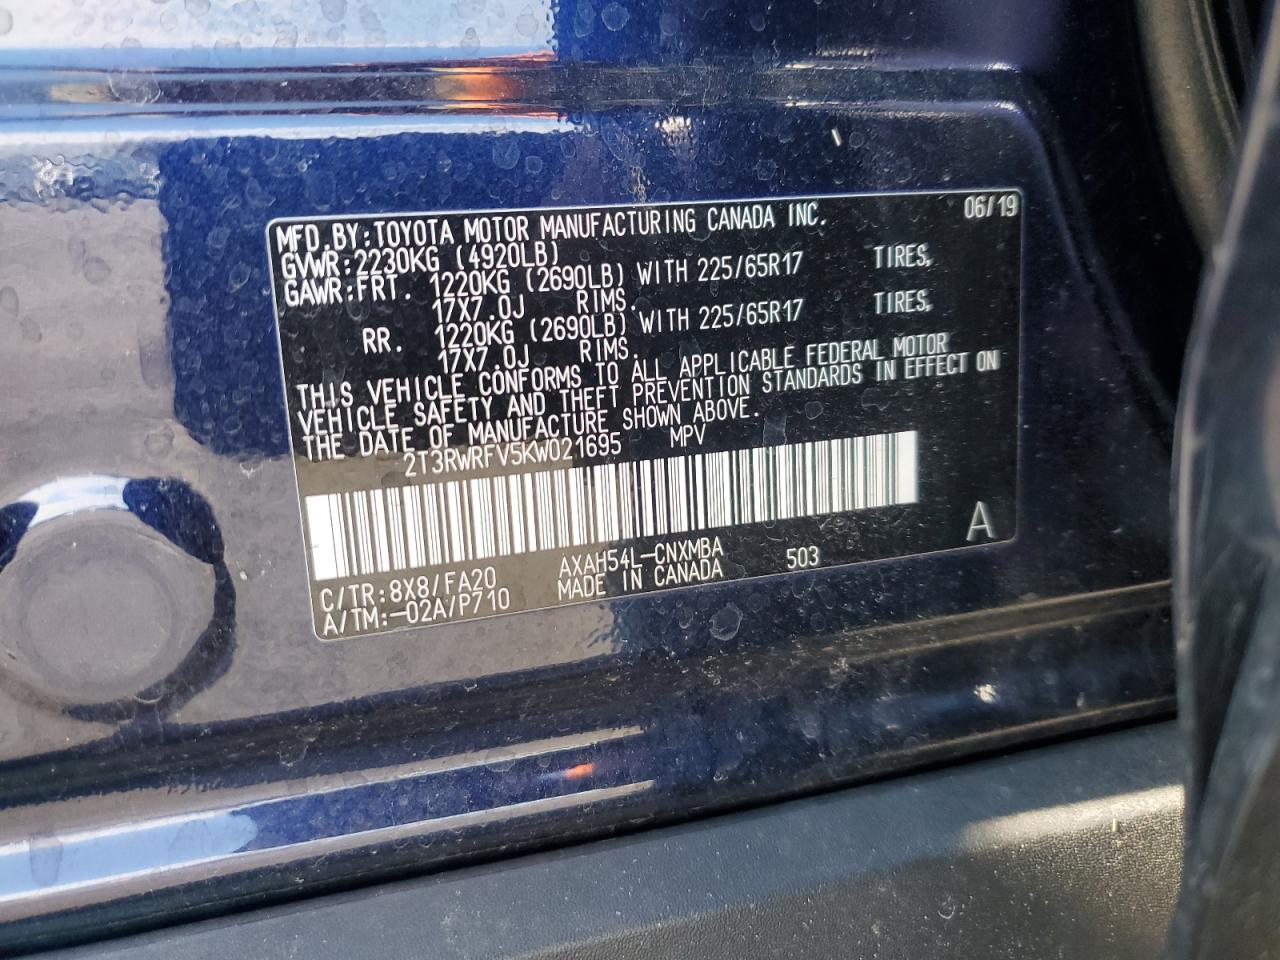 MFD.BY:TOYOTA MOTOR MANUFACTURING CANADA INC. 06/19
GVWR:2230KG (4920LB)
GAWR:FRT. 1220KG (2690LB) WITH 225/65R17 TIRES,
17X7.0J RIMS.
RR. 1220KG (2690LB) WITH 225/65R17 TIRES,
17X7.0J RIMS.
THIS VEHICLE CONFORMS TO ALL APPLICABLE FEDERAL MOTOR
VEHICLE SAFETY AND THEFT PREVENTION STANDARDS IN EFFECT ON
THE DATE OF MANUFACTURE SHOWN ABOVE.
2T3RWRFV5KW021695 MPV
A
C/TR:8X8/FA20 AXAH54L-CNXMBA 503
A/TM:-02A/P710 MADE IN CANADA